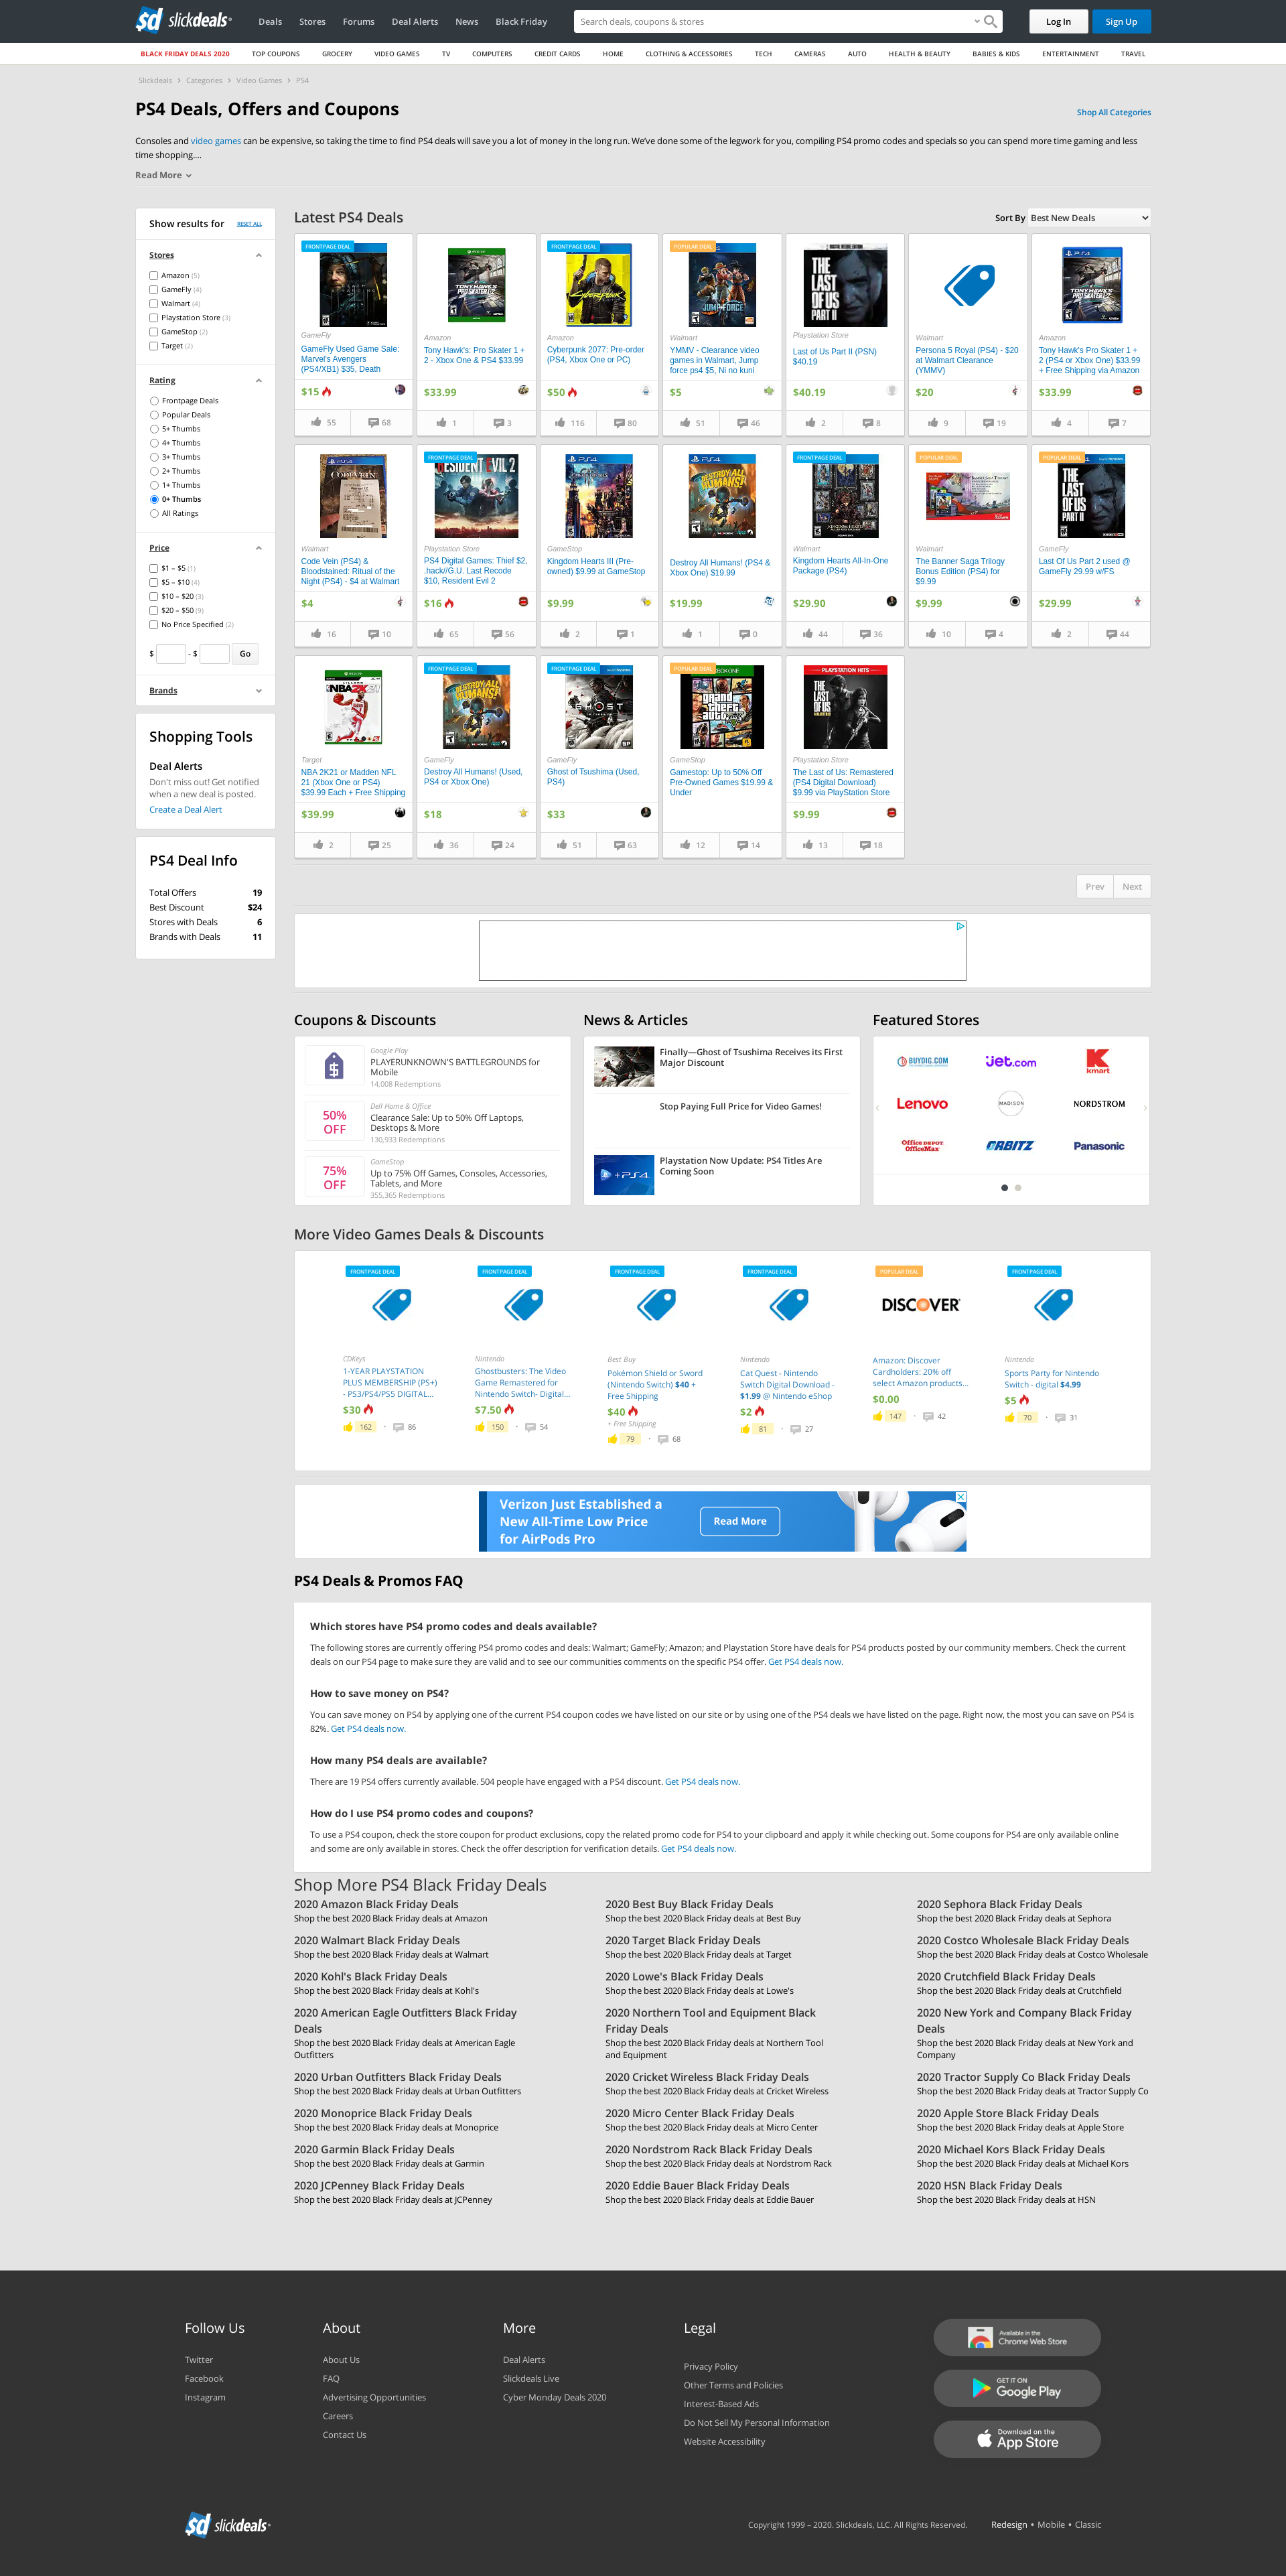 slickdeals
Deals
Stores
Forums
Deal Alerts
News
Black Friday
Search deals, coupons & stores
Log In
Sign Up
BLACK FRIDAY DEALS 2020
TOP COUPONS
GROCERY
VIDEO GAMES
TV
COMPUTERS
CREDIT CARDS
HOME
CLOTHING & ACCESSORIES
TECH
CAMERAS
AUTO
HEALTH & BEAUTY
BABIES & KIDS
ENTERTAINMENT
TRAVEL
Slickdeals › Categories › Video Games › PS4
PS4 Deals, Offers and Coupons
Shop All Categories
Consoles and video games can be expensive, so taking the time to find PS4 deals will save you a lot of money in the long run. We've done some of the legwork for you, compiling PS4 promo codes and specials so you can spend more time gaming and less
time shopping....
Read More
Show results for
RESET ALL
Stores
Amazon (5)
GameFly (4)
Walmart (4)
Playstation Store (3)
GameStop (2)
Target (2)
Rating
Frontpage Deals
Popular Deals
5+ Thumbs
4+ Thumbs
3+ Thumbs
2+ Thumbs
1+ Thumbs
0+ Thumbs
All Ratings
Price
$1 – $5 (1)
$5 – $10 (4)
$10 – $20 (3)
$20 – $50 (9)
No Price Specified (2)
$ - $ Go
Brands
Shopping Tools
Deal Alerts
Don't miss out! Get notified
when a new deal is posted.
Create a Deal Alert
PS4 Deal Info
Total Offers 19
Best Discount $24
Stores with Deals 6
Brands with Deals 11
Latest PS4 Deals
Sort By Best New Deals
FRONTPAGE DEAL
GameFly
GameFly Used Game Sale:
Marvel's Avengers
(PS4/XB1) $35, Death
$15
55 68
Amazon
Tony Hawk's: Pro Skater 1 +
2 - Xbox One & PS4 $33.99
$33.99
1 3
FRONTPAGE DEAL
Amazon
Cyberpunk 2077: Pre-order
(PS4, Xbox One or PC)
$50
116 80
POPULAR DEAL
JUMP FORCE
Walmart
YMMV - Clearance video
games in Walmart, Jump
force ps4 $5, Ni no kuni
$5
51 46
THE LAST OF US PART II
Playstation Store
Last of Us Part II (PSN)
$40.19
$40.19
2 8
Walmart
Persona 5 Royal (PS4) - $20
at Walmart Clearance
(YMMV)
$20
9 19
Amazon
Tony Hawk's Pro Skater 1 +
2 (PS4 or Xbox One) $33.99
+ Free Shipping via Amazon
$33.99
4 7
Walmart
Code Vein (PS4) &
Bloodstained: Ritual of the
Night (PS4) - $4 at Walmart
$4
16 10
FRONTPAGE DEAL
RESIDENT EVIL 2
Playstation Store
PS4 Digital Games: Thief $2,
.hack//G.U. Last Recode
$10, Resident Evil 2
$16
65 56
GameStop
Kingdom Hearts III (Pre-
owned) $9.99 at GameStop
$9.99
2 1
DESTROY ALL HUMANS!
Destroy All Humans! (PS4 &
Xbox One) $19.99
$19.99
1 0
FRONTPAGE DEAL
Walmart
Kingdom Hearts All-In-One
Package (PS4)
$29.90
44 36
POPULAR DEAL
Walmart
The Banner Saga Trilogy
Bonus Edition (PS4) for
$9.99
$9.99
10 4
POPULAR DEAL
THE LAST OF US PART II
GameFly
Last Of Us Part 2 used @
GameFly 29.99 w/FS
$29.99
2 44
NBA 2K21
Target
NBA 2K21 or Madden NFL
21 (Xbox One or PS4)
$39.99 Each + Free Shipping
$39.99
2 25
FRONTPAGE DEAL
DESTROY ALL HUMANS!
GameFly
Destroy All Humans! (Used,
PS4 or Xbox One)
$18
36 24
FRONTPAGE DEAL
GHOST
GameFly
Ghost of Tsushima (Used,
PS4)
$33
51 63
POPULAR DEAL
grand theft auto
GameStop
Gamestop: Up to 50% Off
Pre-Owned Games $19.99 &
Under
12 14
PLAYSTATION HITS
THE LAST OF US
Playstation Store
The Last of Us: Remastered
(PS4 Digital Download)
$9.99 via PlayStation Store
$9.99
13 18
Prev
Next
Coupons & Discounts
Google Play
PLAYERUNKNOWN'S BATTLEGROUNDS for
Mobile
14,008 Redemptions
50%
OFF
Dell Home & Office
Clearance Sale: Up to 50% Off Laptops,
Desktops & More
130,933 Redemptions
75%
OFF
GameStop
Up to 75% Off Games, Consoles, Accessories,
Tablets, and More
355,365 Redemptions
News & Articles
Finally—Ghost of Tsushima Receives its First
Major Discount
Stop Paying Full Price for Video Games!
+PS4
Playstation Now Update: PS4 Titles Are
Coming Soon
Featured Stores
BUYDIG.COM
jet.com
kmart
Lenovo
MADISON
NORDSTROM
Office DEPOT
OfficeMax
ORBITZ
Panasonic
More Video Games Deals & Discounts
FRONTPAGE DEAL
CDKeys
1-YEAR PLAYSTATION
PLUS MEMBERSHIP (PS+)
- PS3/PS4/PS5 DIGITAL...
$30
162 · 86
FRONTPAGE DEAL
Nintendo
Ghostbusters: The Video
Game Remastered for
Nintendo Switch- Digital...
$7.50
150 · 54
FRONTPAGE DEAL
Best Buy
Pokémon Shield or Sword
(Nintendo Switch) $40 +
Free Shipping
$40
+ Free Shipping
79 · 68
FRONTPAGE DEAL
Nintendo
Cat Quest - Nintendo
Switch Digital Download -
$1.99 @ Nintendo eShop
$2
81 · 27
POPULAR DEAL
DISCOVER
Amazon: Discover
Cardholders: 20% off
select Amazon products...
$0.00
147 · 42
FRONTPAGE DEAL
Nintendo
Sports Party for Nintendo
Switch - digital $4.99
$5
70 · 31
Verizon Just Established a
New All-Time Low Price
for AirPods Pro
Read More
PS4 Deals & Promos FAQ
Which stores have PS4 promo codes and deals available?
The following stores are currently offering PS4 promo codes and deals: Walmart; GameFly; Amazon; and Playstation Store have deals for PS4 products posted by our community members. Check the current
deals on our PS4 page to make sure they are valid and to see our communities comments on the specific PS4 offer. Get PS4 deals now.
How to save money on PS4?
You can save money on PS4 by applying one of the current PS4 coupon codes we have listed on our site or by using one of the PS4 deals we have listed on the page. Right now, the most you can save on PS4 is
82%. Get PS4 deals now.
How many PS4 deals are available?
There are 19 PS4 offers currently available. 504 people have engaged with a PS4 discount. Get PS4 deals now.
How do I use PS4 promo codes and coupons?
To use a PS4 coupon, check the store coupon for product exclusions, copy the related promo code for PS4 to your clipboard and apply it while checking out. Some coupons for PS4 are only available online
and some are only available in stores. Check the offer description for verification details. Get PS4 deals now.
Shop More PS4 Black Friday Deals
2020 Amazon Black Friday Deals
Shop the best 2020 Black Friday deals at Amazon
2020 Best Buy Black Friday Deals
Shop the best 2020 Black Friday deals at Best Buy
2020 Sephora Black Friday Deals
Shop the best 2020 Black Friday deals at Sephora
2020 Walmart Black Friday Deals
Shop the best 2020 Black Friday deals at Walmart
2020 Target Black Friday Deals
Shop the best 2020 Black Friday deals at Target
2020 Costco Wholesale Black Friday Deals
Shop the best 2020 Black Friday deals at Costco Wholesale
2020 Kohl's Black Friday Deals
Shop the best 2020 Black Friday deals at Kohl's
2020 Lowe's Black Friday Deals
Shop the best 2020 Black Friday deals at Lowe's
2020 Crutchfield Black Friday Deals
Shop the best 2020 Black Friday deals at Crutchfield
2020 American Eagle Outfitters Black Friday
Deals
Shop the best 2020 Black Friday deals at American Eagle
Outfitters
2020 Northern Tool and Equipment Black
Friday Deals
Shop the best 2020 Black Friday deals at Northern Tool
and Equipment
2020 New York and Company Black Friday
Deals
Shop the best 2020 Black Friday deals at New York and
Company
2020 Urban Outfitters Black Friday Deals
Shop the best 2020 Black Friday deals at Urban Outfitters
2020 Cricket Wireless Black Friday Deals
Shop the best 2020 Black Friday deals at Cricket Wireless
2020 Tractor Supply Co Black Friday Deals
Shop the best 2020 Black Friday deals at Tractor Supply Co
2020 Monoprice Black Friday Deals
Shop the best 2020 Black Friday deals at Monoprice
2020 Micro Center Black Friday Deals
Shop the best 2020 Black Friday deals at Micro Center
2020 Apple Store Black Friday Deals
Shop the best 2020 Black Friday deals at Apple Store
2020 Garmin Black Friday Deals
Shop the best 2020 Black Friday deals at Garmin
2020 Nordstrom Rack Black Friday Deals
Shop the best 2020 Black Friday deals at Nordstrom Rack
2020 Michael Kors Black Friday Deals
Shop the best 2020 Black Friday deals at Michael Kors
2020 JCPenney Black Friday Deals
Shop the best 2020 Black Friday deals at JCPenney
2020 Eddie Bauer Black Friday Deals
Shop the best 2020 Black Friday deals at Eddie Bauer
2020 HSN Black Friday Deals
Shop the best 2020 Black Friday deals at HSN
Follow Us
Twitter
Facebook
Instagram
About
About Us
FAQ
Advertising Opportunities
Careers
Contact Us
More
Deal Alerts
Slickdeals Live
Cyber Monday Deals 2020
Legal
Privacy Policy
Other Terms and Policies
Interest-Based Ads
Do Not Sell My Personal Information
Website Accessibility
Available in the
Chrome Web Store
GET IT ON
Google Play
Download on the
App Store
slickdeals
Copyright 1999 – 2020. Slickdeals, LLC. All Rights Reserved.
Redesign • Mobile • Classic